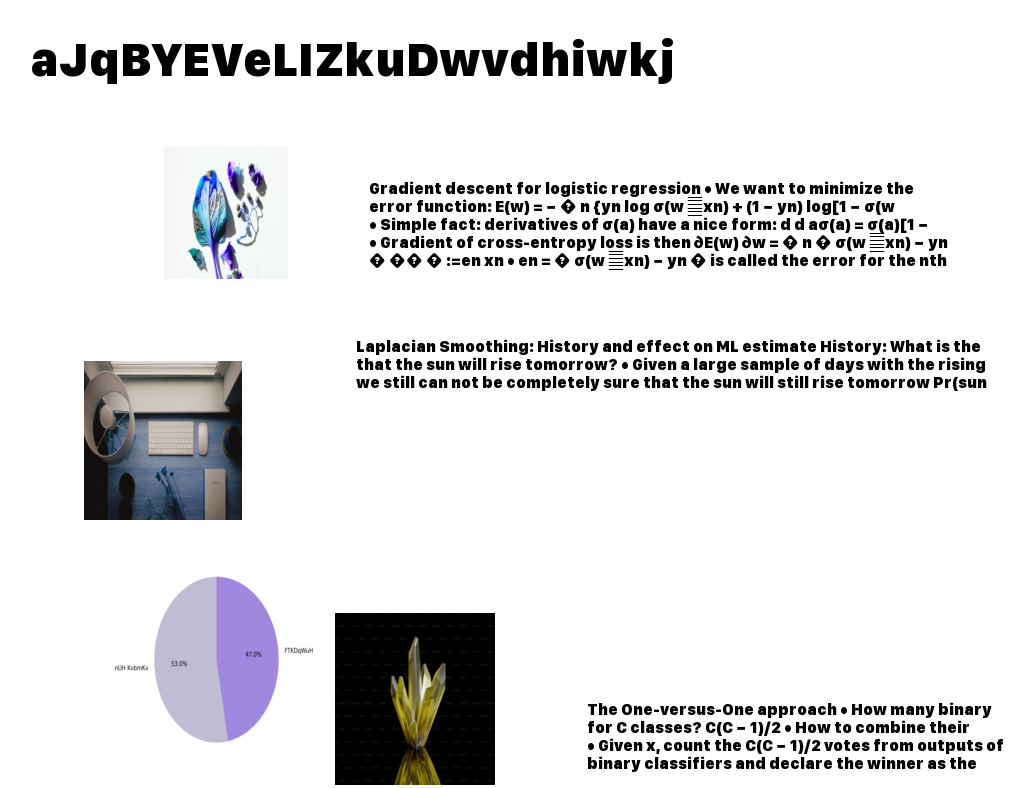 aJqBYEVeLIZkuDwvdhiwkj
Gradient descent for logistic regression • We want to minimize the
error function: E(w) = − � n {yn log σ(w xn) + (1 − yn) log[1 − σ(w
• Simple fact: derivatives of σ(a) have a nice form: d d aσ(a) = σ(a)[1 −
• Gradient of cross-entropy loss is then ∂E(w) ∂w = � n � σ(w xn) − yn
� �� � :=en xn • en = � σ(w xn) − yn � is called the error for the nth
Laplacian Smoothing: History and effect on ML estimate History: What is the
that the sun will rise tomorrow? • Given a large sample of days with the rising
we still can not be completely sure that the sun will still rise tomorrow Pr(sun
47.0%
FTKDqWuH
53.0%
nUH KvbmKv
The One-versus-One approach • How many binary
for C classes? C(C − 1)/2 • How to combine their
• Given x, count the C(C − 1)/2 votes from outputs of
binary classifiers and declare the winner as the